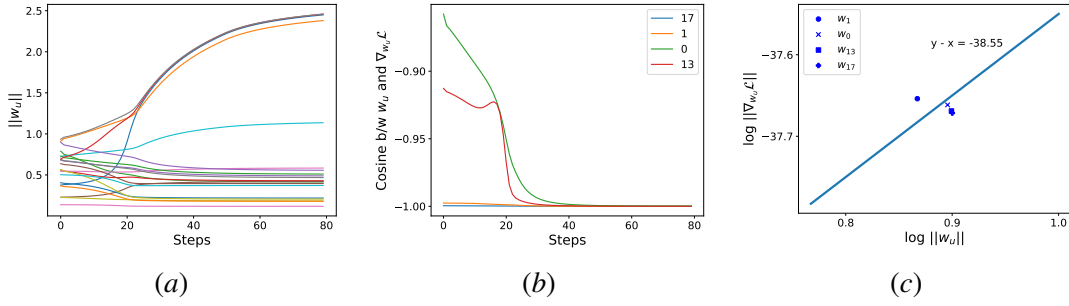 ||w_u||
2.5
2.0
1.5
1.0
0.5
0
20
40
60
80
Steps
(a)
Cosine b/w w_u and ∇_{w_u} ℒ
−0.90
−0.95
−1.00
0
20
40
60
80
Steps
17
1
0
13
(b)
log ||∇_{w_u} ℒ||
−37.6
−37.7
0.8
0.9
1.0
log ||w_u||
w_1
w_0
w_13
w_17
y - x = -38.55
(c)